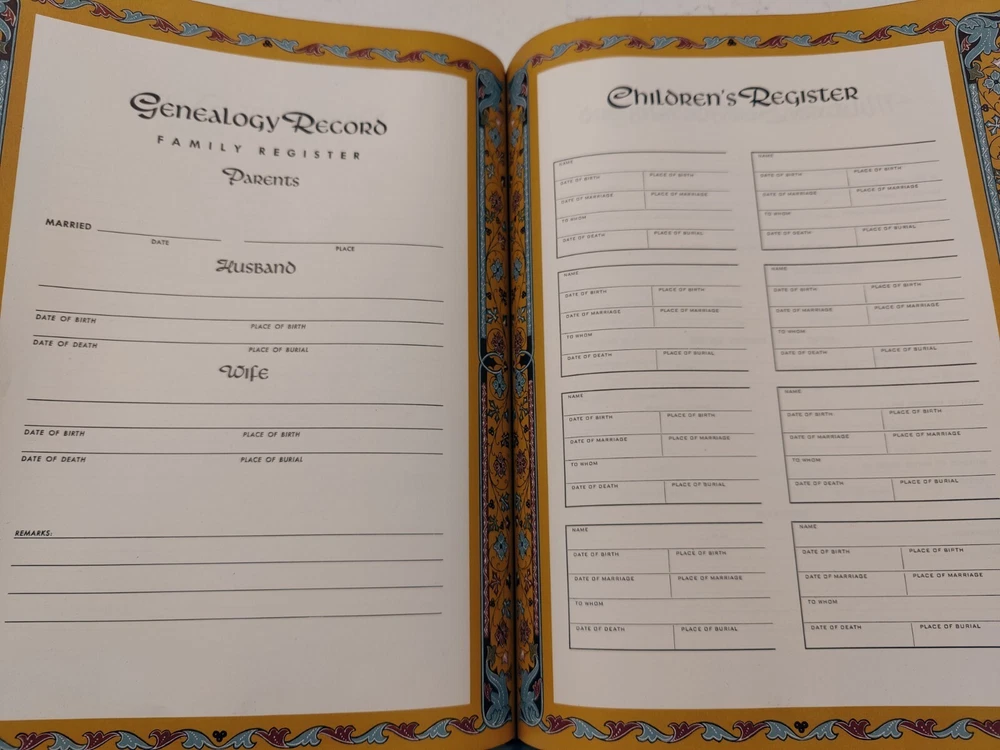 Genealogy Record
FAMILY REGISTER
Parents
MARRIED
DATE PLACE
Husband
DATE OF BIRTH PLACE OF BIRTH
DATE OF DEATH PLACE OF BURIAL
Wife
DATE OF BIRTH PLACE OF BIRTH
DATE OF DEATH PLACE OF BURIAL
REMARKS:
Children's Register
NAME
DATE OF BIRTH PLACE OF BIRTH
DATE OF MARRIAGE PLACE OF MARRIAGE
TO WHOM
DATE OF DEATH PLACE OF BURIAL
NAME
DATE OF BIRTH PLACE OF BIRTH
DATE OF MARRIAGE PLACE OF MARRIAGE
TO WHOM
DATE OF DEATH PLACE OF BURIAL
NAME
DATE OF BIRTH PLACE OF BIRTH
DATE OF MARRIAGE PLACE OF MARRIAGE
TO WHOM
DATE OF DEATH PLACE OF BURIAL
NAME
DATE OF BIRTH PLACE OF BIRTH
DATE OF MARRIAGE PLACE OF MARRIAGE
TO WHOM
DATE OF DEATH PLACE OF BURIAL
NAME
DATE OF BIRTH PLACE OF BIRTH
DATE OF MARRIAGE PLACE OF MARRIAGE
TO WHOM
DATE OF DEATH PLACE OF BURIAL
NAME
DATE OF BIRTH PLACE OF BIRTH
DATE OF MARRIAGE PLACE OF MARRIAGE
TO WHOM
DATE OF DEATH PLACE OF BURIAL
NAME
DATE OF BIRTH PLACE OF BIRTH
DATE OF MARRIAGE PLACE OF MARRIAGE
TO WHOM
DATE OF DEATH PLACE OF BURIAL
NAME
DATE OF BIRTH PLACE OF BIRTH
DATE OF MARRIAGE PLACE OF MARRIAGE
TO WHOM
DATE OF DEATH PLACE OF BURIAL